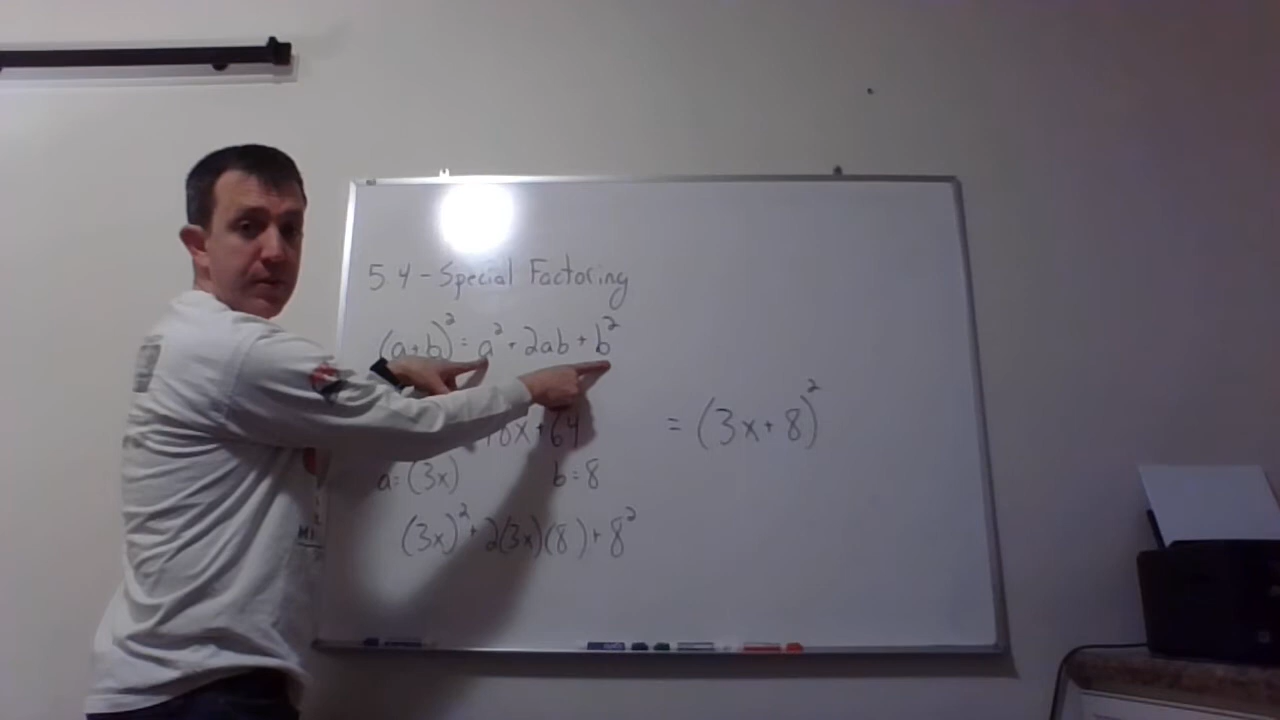 5.4 - Special Factoring
(a+b)² = a² + 2ab + b²
48x + 64 = (3x + 8)²
a = (3x) b = 8
(3x)² + 2(3x)(8) + 8²